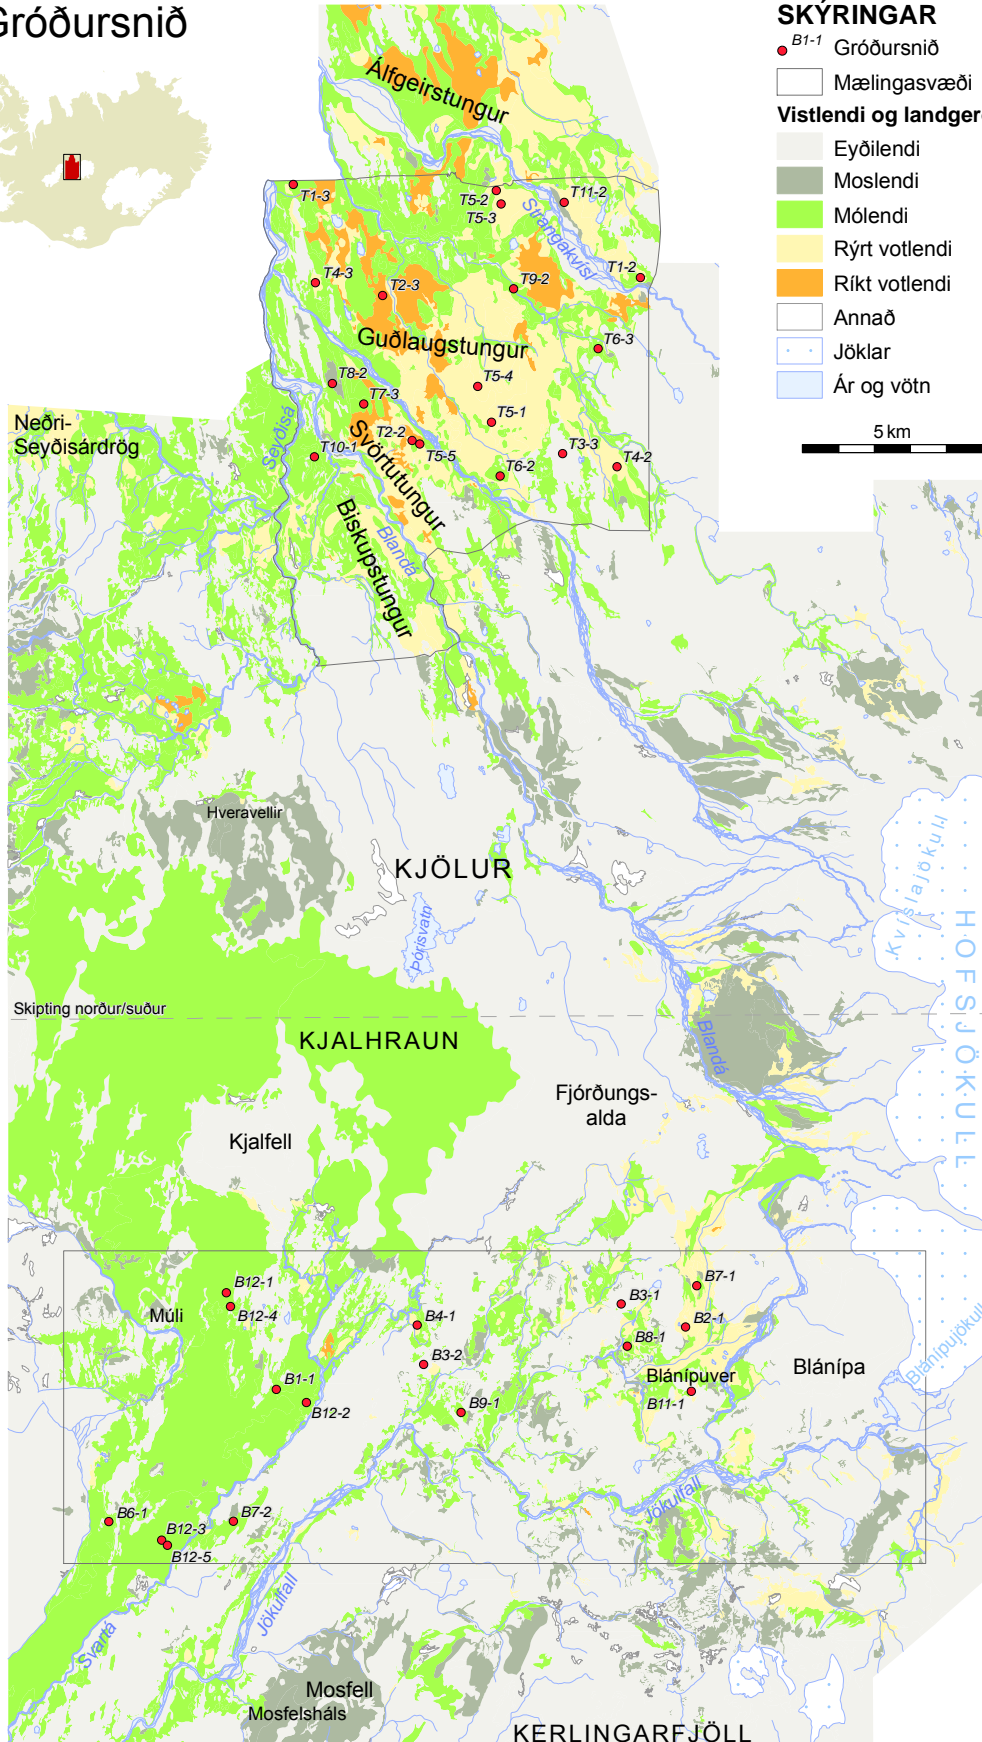 Gróðursnið
SKÝRINGAR
B1-1 Gróðursnið
Mælingasvæði
Vistlendi og landger
Eyðilendi
Moslendi
Mólendi
Rýrt votlendi
Ríkt votlendi
Annað
Jöklar
Ár og vötn
5 km
Álfgeirstungur
T1-3
T5-2
T5-3
T11-2
Strangakvísl
T4-3
T2-3
T9-2
T1-2
Guðlaugstungur
T6-3
T8-2
T7-3
T5-4
T5-1
Neðri-
Seyðisárdrög
Seyðisá
T10-1
T2-2
T5-5
Svörtutungur
T3-3
T6-2
T4-2
Biskupstungur
Blandá
Hveravellir
KJÖLUR
Þórisvatn
Kvíslajökull
HOFSJÖKULL
Skipting norður/suður
KJALHRAUN
Blandá
Fjórðungs-
alda
Kjalfell
B12-1
B12-4
Múli
B4-1
B3-1
B7-1
B2-1
B3-2
B8-1
Blánípuver
Blánípa
Blánípujökull
B1-1
B12-2
B9-1
B11-1
Jökulfall
B6-1
B12-3
B12-5
B7-2
Jökulfall
Svartá
Mosfell
Mosfelsháls
KERLINGARFJÖLL